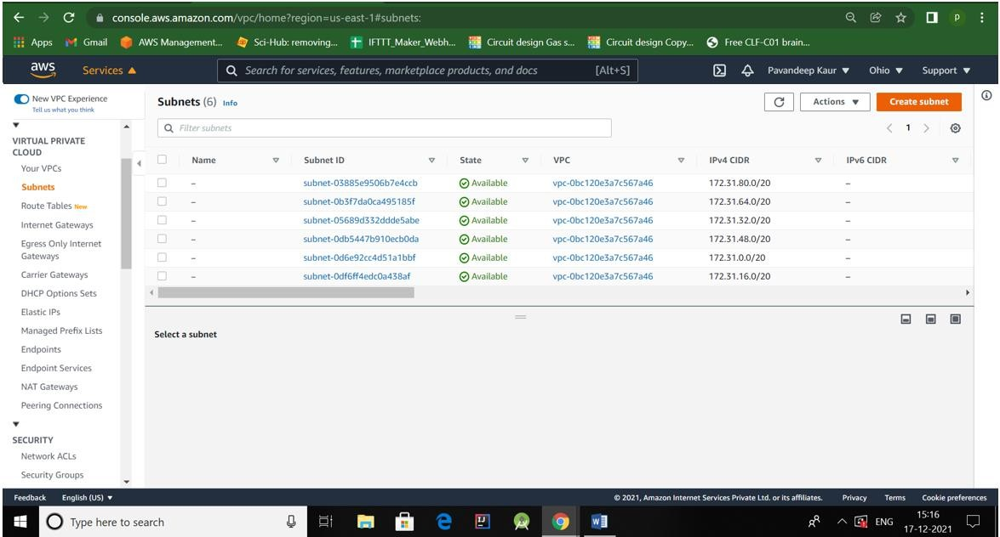 console.aws.amazon.com/vpc/home?region=us-east-1#subnets:
p
Apps Gmail AWS Management... Sci-Hub: removing... IFTTT_Maker_Webh... Circuit design Gas s... Circuit design Copy... Free CLF-C01 brain...
aws Services Search for services, features, marketplace products, and docs [Alt+S] Pavandeep Kaur Ohio Support
New VPC Experience
Tell us what you think
VIRTUAL PRIVATE
CLOUD
Your VPCs
Subnets
Route Tables New
Internet Gateways
Egress Only Internet
Gateways
Carrier Gateways
DHCP Options Sets
Elastic IPs
Managed Prefix Lists
Endpoints
Endpoint Services
NAT Gateways
Peering Connections
SECURITY
Network ACLs
Security Groups
Subnets (6) Info Actions Create subnet
Filter subnets 1
Name Subnet ID State VPC IPv4 CIDR IPv6 CIDR
– subnet-03885e9506b7e4ccb Available vpc-0bc120e3a7c567a46 172.31.80.0/20 –
– subnet-0b3f7da0ca495185f Available vpc-0bc120e3a7c567a46 172.31.64.0/20 –
– subnet-05689d332ddde5abe Available vpc-0bc120e3a7c567a46 172.31.32.0/20 –
– subnet-0db5447b910ecb0da Available vpc-0bc120e3a7c567a46 172.31.48.0/20 –
– subnet-0d6e92cc4d51a1bbf Available vpc-0bc120e3a7c567a46 172.31.0.0/20 –
– subnet-0df6ff4edc0a438af Available vpc-0bc120e3a7c567a46 172.31.16.0/20 –
Select a subnet
Feedback English (US) © 2021, Amazon Internet Services Private Ltd. or its affiliates. Privacy Terms Cookie preferences
Type here to search ENG 15:16
17-12-2021